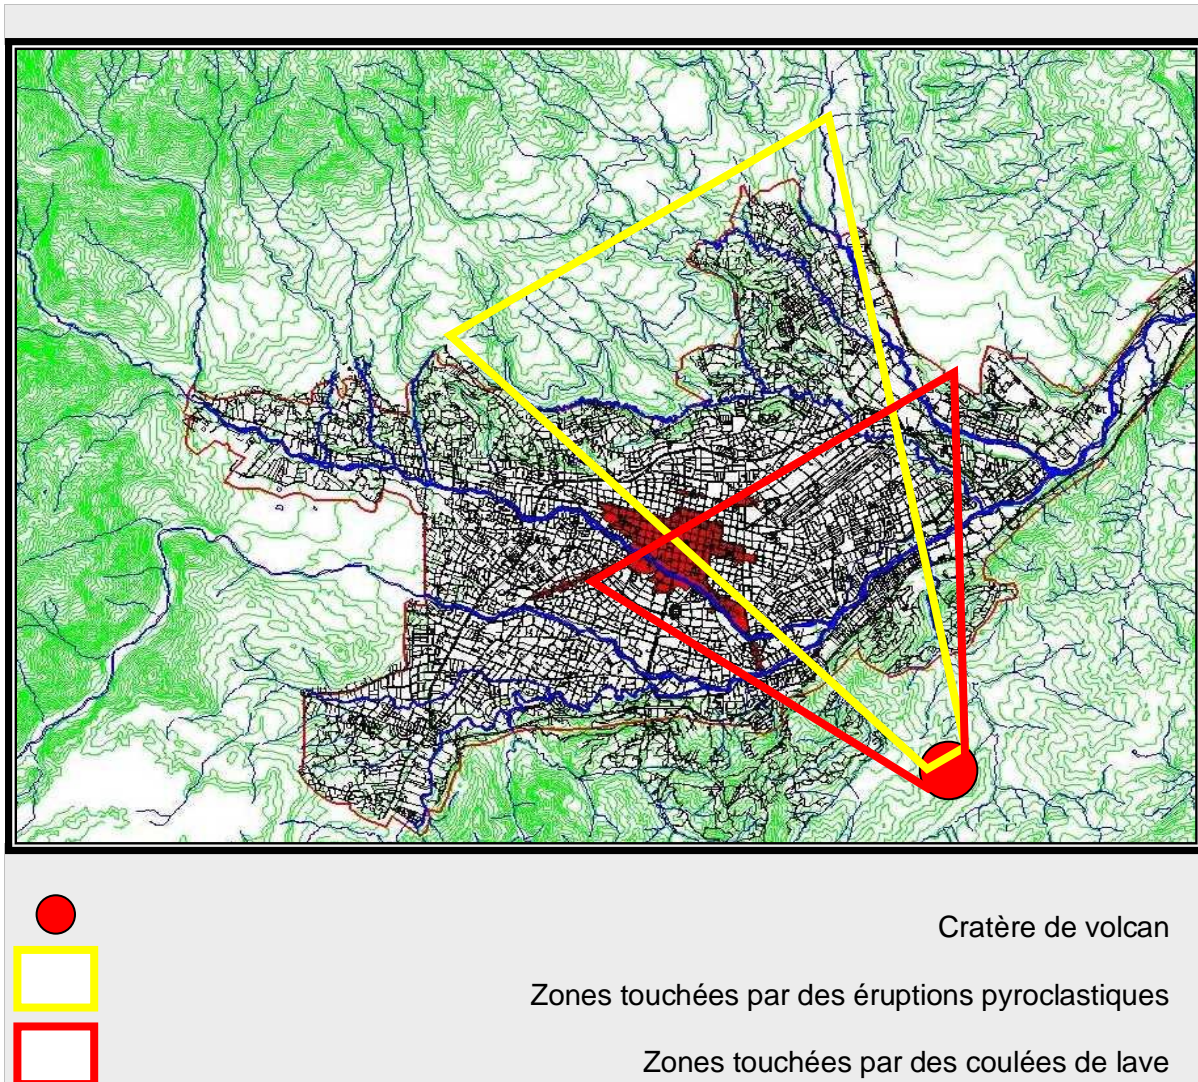 Cratère de volcan
Zones touchées par des éruptions pyroclastiques
Zones touchées par des coulées de lave